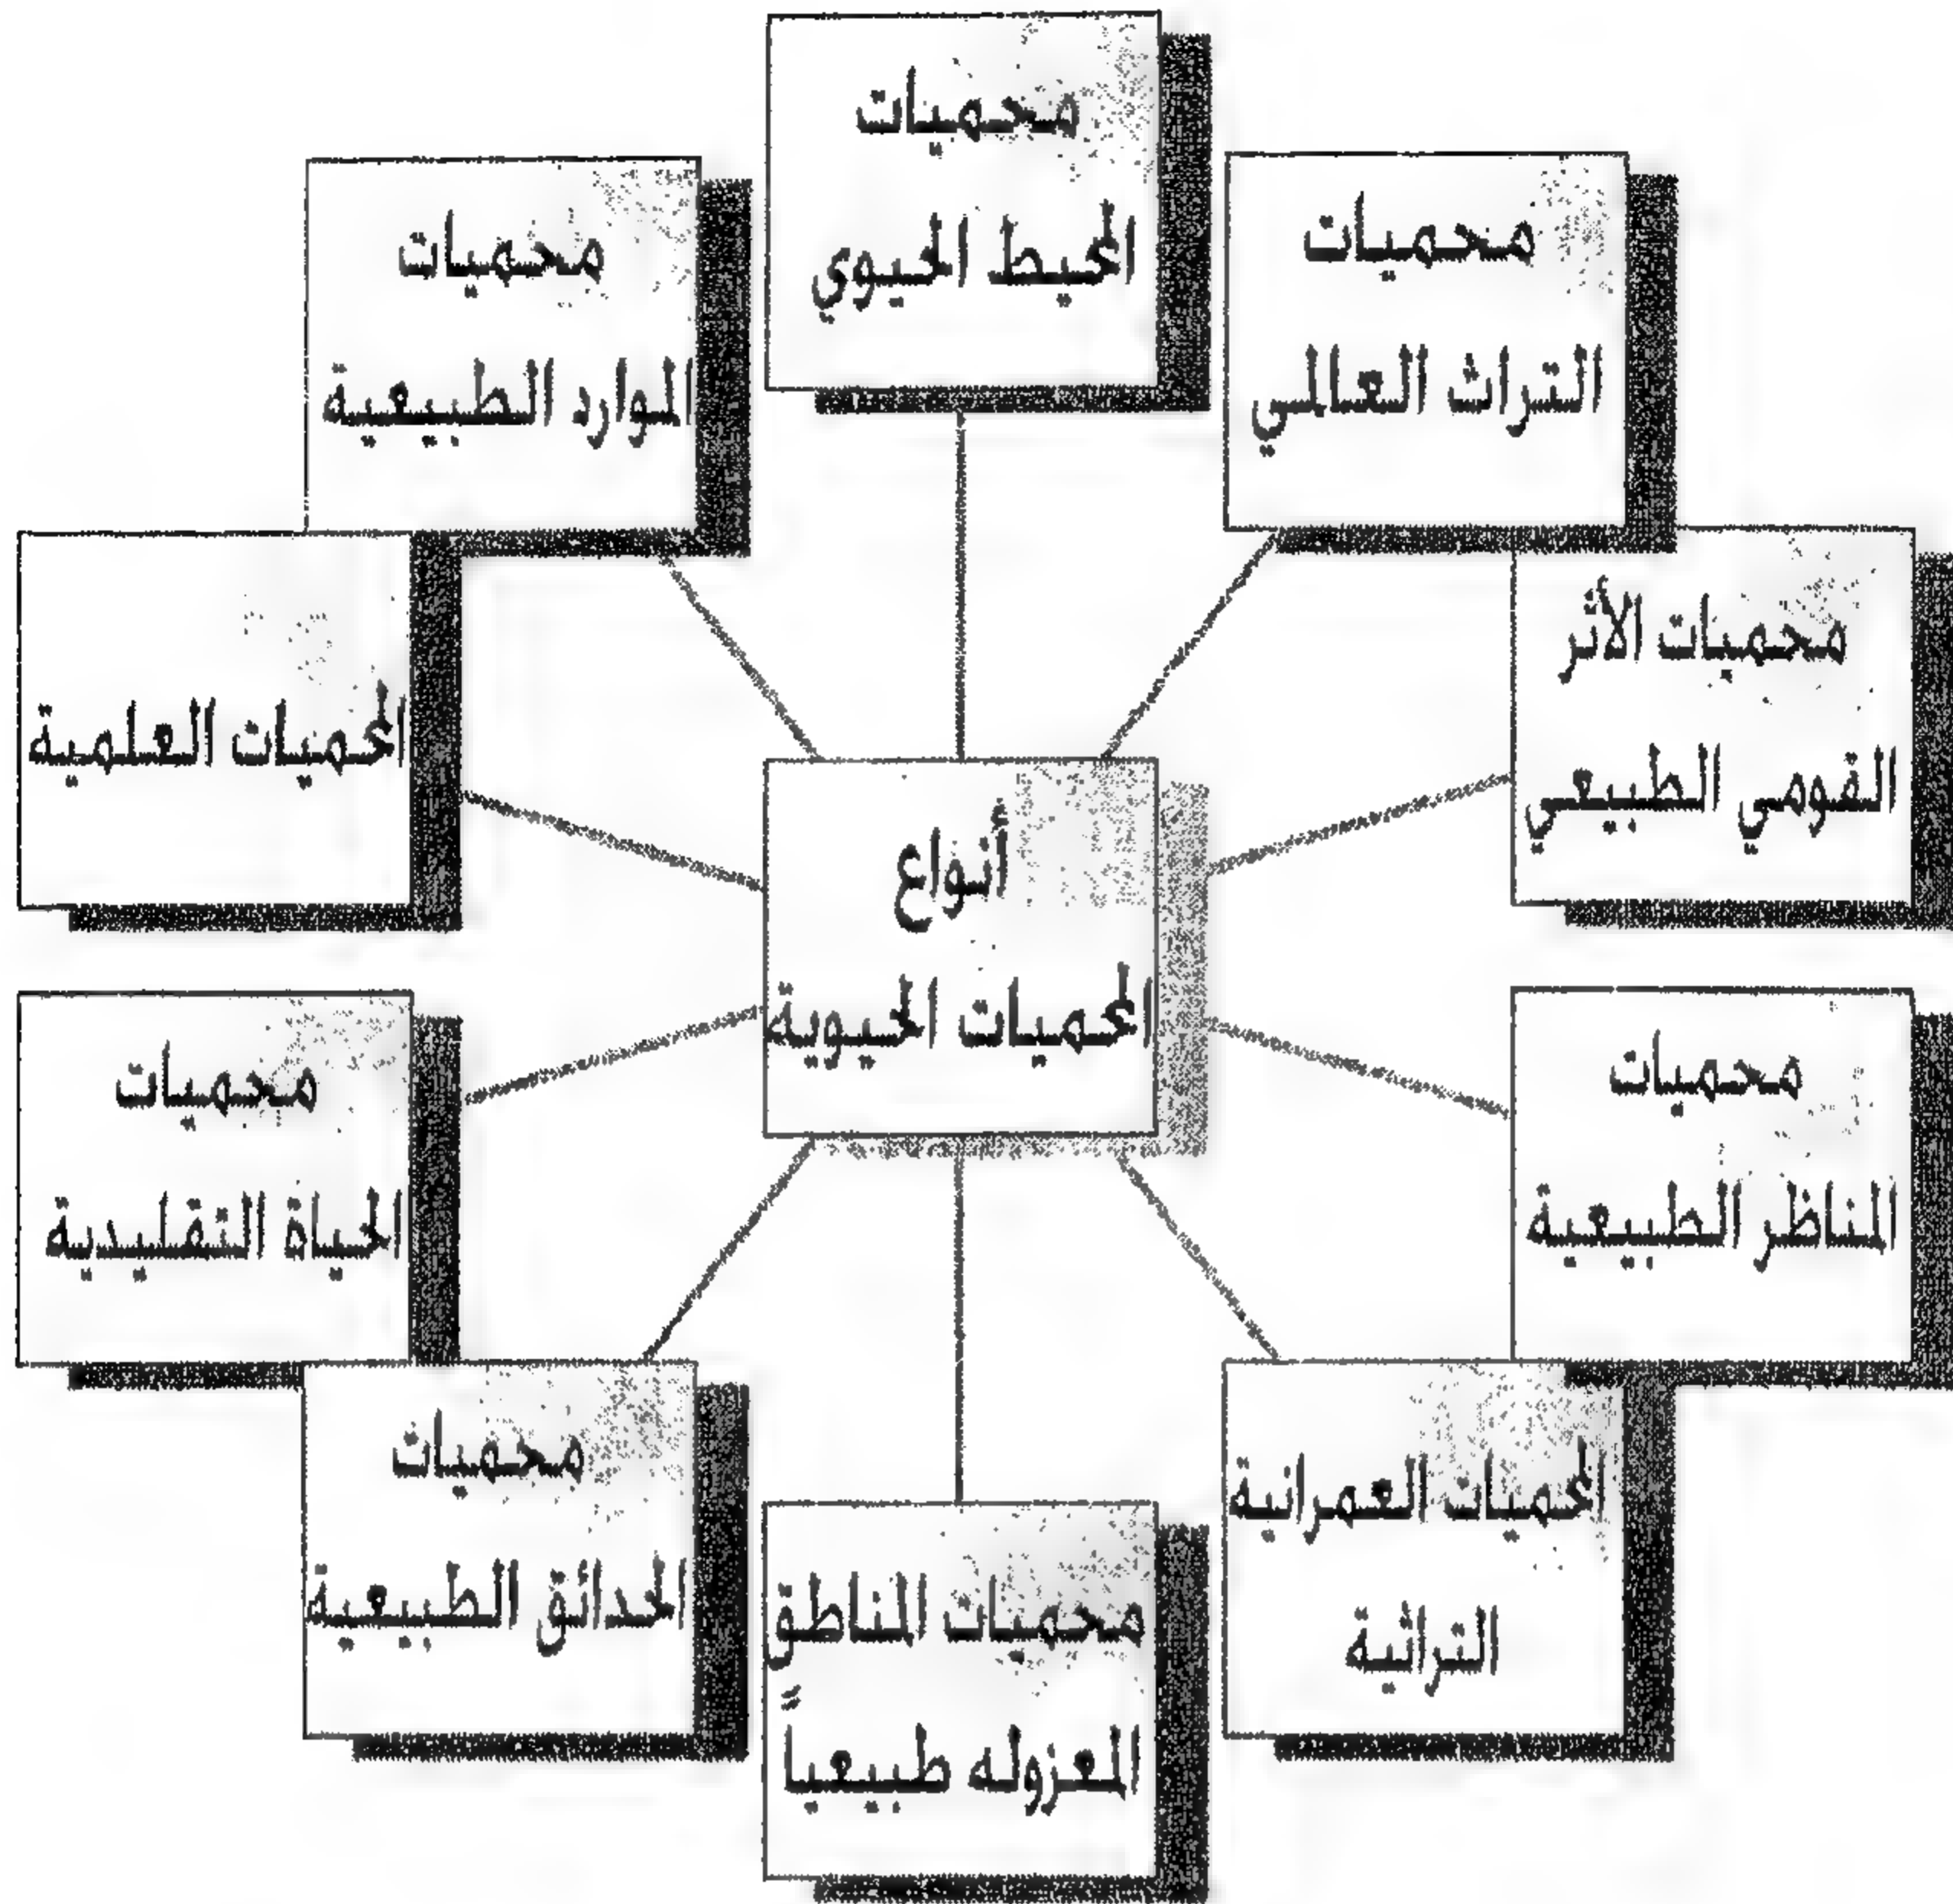 محميات
المحيط الحيوي
محميات
التراث العالمي
محميات الأثر
القومي الطبيعي
محميات
المناظر الطبيعية
المحميات العمرانية
التراثية
محميات المناطق
المعزوله طبيعياً
محميات
الحدائق الطبيعية
محميات
الحياة التقليدية
المحميات العلمية
محميات
الموارد الطبيعية
أنواع
المحميات الحيوية